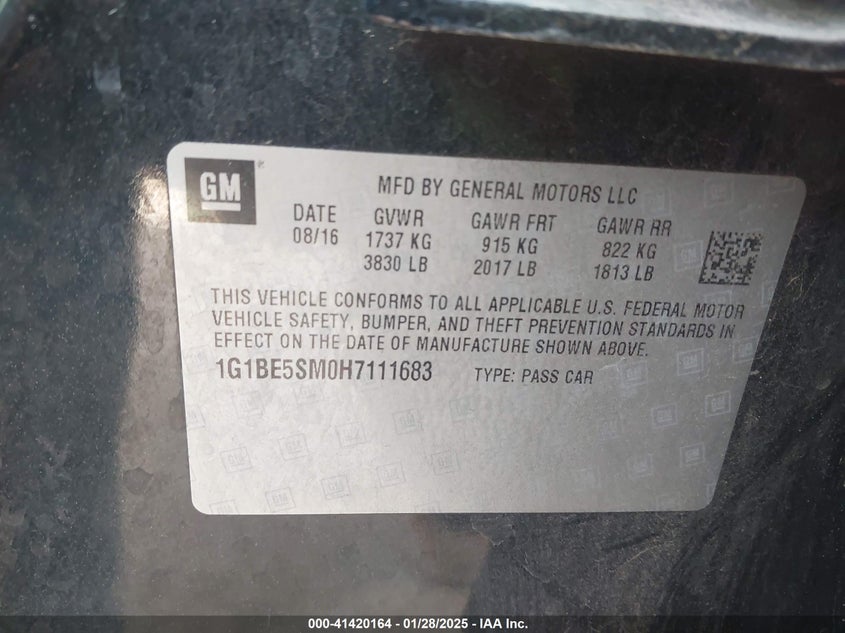 GM
MFD BY GENERAL MOTORS LLC
DATE GVWR GAWR FRT GAWR RR
08/16 1737 KG 915 KG 822 KG
3830 LB 2017 LB 1813 LB
THIS VEHICLE CONFORMS TO ALL APPLICABLE U.S. FEDERAL MOTOR
VEHICLE SAFETY, BUMPER, AND THEFT PREVENTION STANDARDS IN
EFFECT ON THE DATE OF MANUFACTURE SHOWN ABOVE.
1G1BE5SM0H7111683 TYPE: PASS CAR
000-41420164 — 01/28/2025 — IAA Inc.